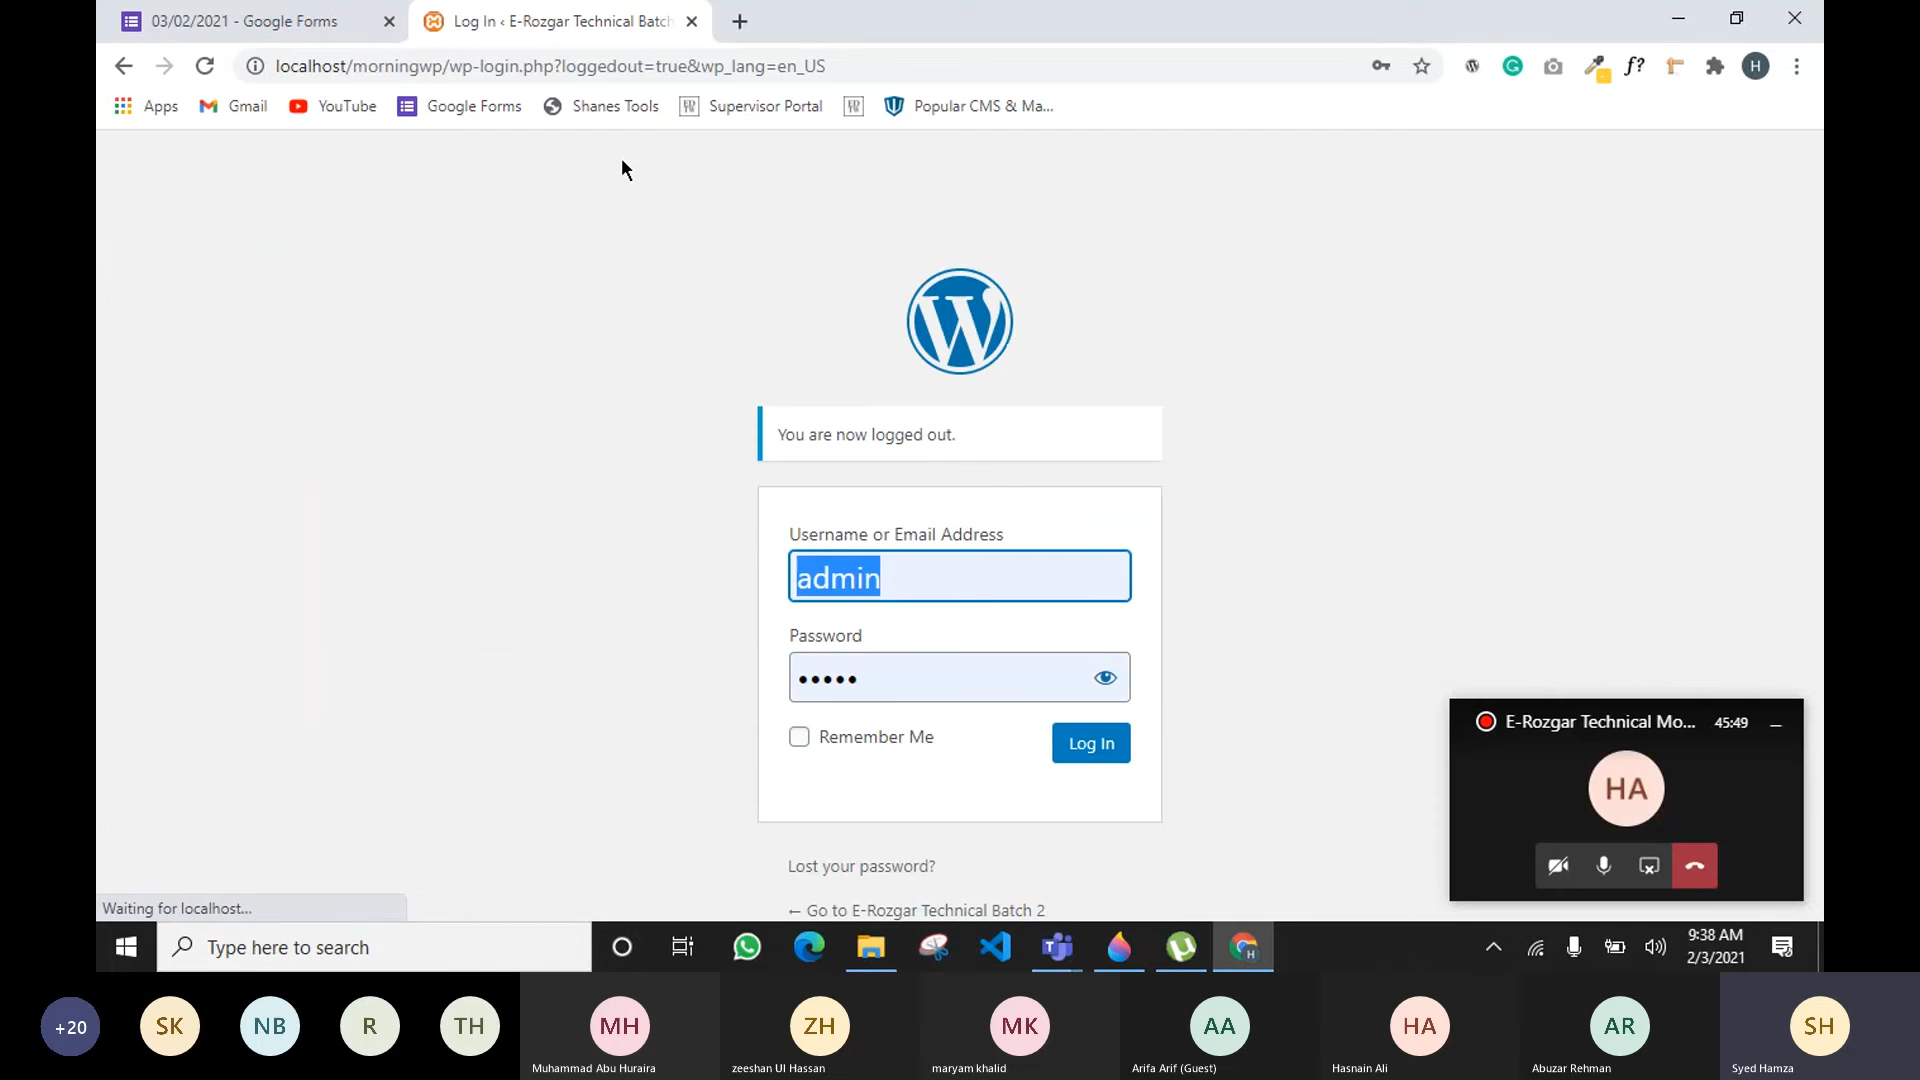 03/02/2021 - Google Forms
Log In ‹ E-Rozgar Technical Batch
localhost/morningwp/wp-login.php?loggedout=true&wp_lang=en_US
f?
H
Apps
Gmail
YouTube
Google Forms
Shanes Tools
Supervisor Portal
Popular CMS & Ma...
You are now logged out.
Username or Email Address
admin
Password
Remember Me
Log In
Lost your password?
← Go to E-Rozgar Technical Batch 2
E-Rozgar Technical Mo...
45:49
HA
Waiting for localhost...
Type here to search
9:38 AM
2/3/2021
+20
SK
NB
R
TH
MH
Muhammad Abu Huraira
ZH
zeeshan Ul Hassan
MK
maryam khalid
AA
Arifa Arif (Guest)
HA
Hasnain Ali
AR
Abuzar Rehman
SH
Syed Hamza